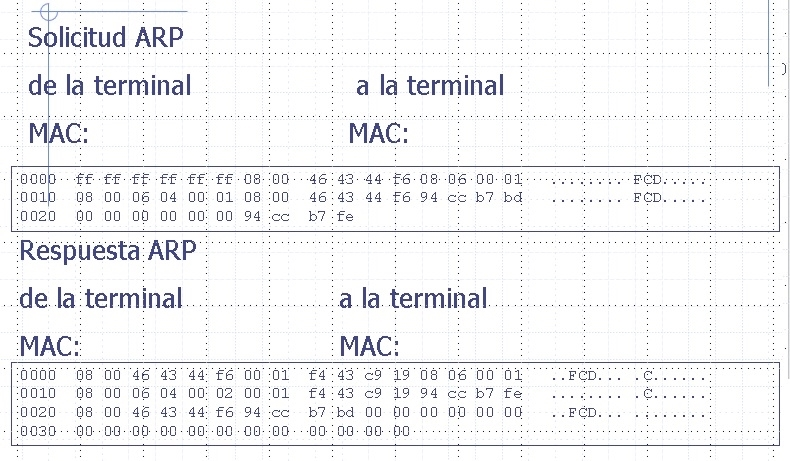 Solicitud ARP
de la terminal a la terminal
MAC: MAC:
0000 ff ff ff ff ff ff 08 00 46 43 44 f6 08 06 00 01 ........ FCD.....
0010 08 00 06 04 00 01 08 00 46 43 44 f6 94 cc b7 bd ........ FCD.....
0020 00 00 00 00 00 00 94 cc b7 fe
Respuesta ARP
de la terminal a la terminal
MAC: MAC:
0000 08 00 46 43 44 f6 00 01 f4 43 c9 19 08 06 00 01 ..FCD... .C......
0010 08 00 06 04 00 02 00 01 f4 43 c9 19 94 cc b7 fe ........ .C......
0020 08 00 46 43 44 f6 94 cc b7 bd 00 00 00 00 00 00 ..FCD... ........
0030 00 00 00 00 00 00 00 00 00 00 00 00